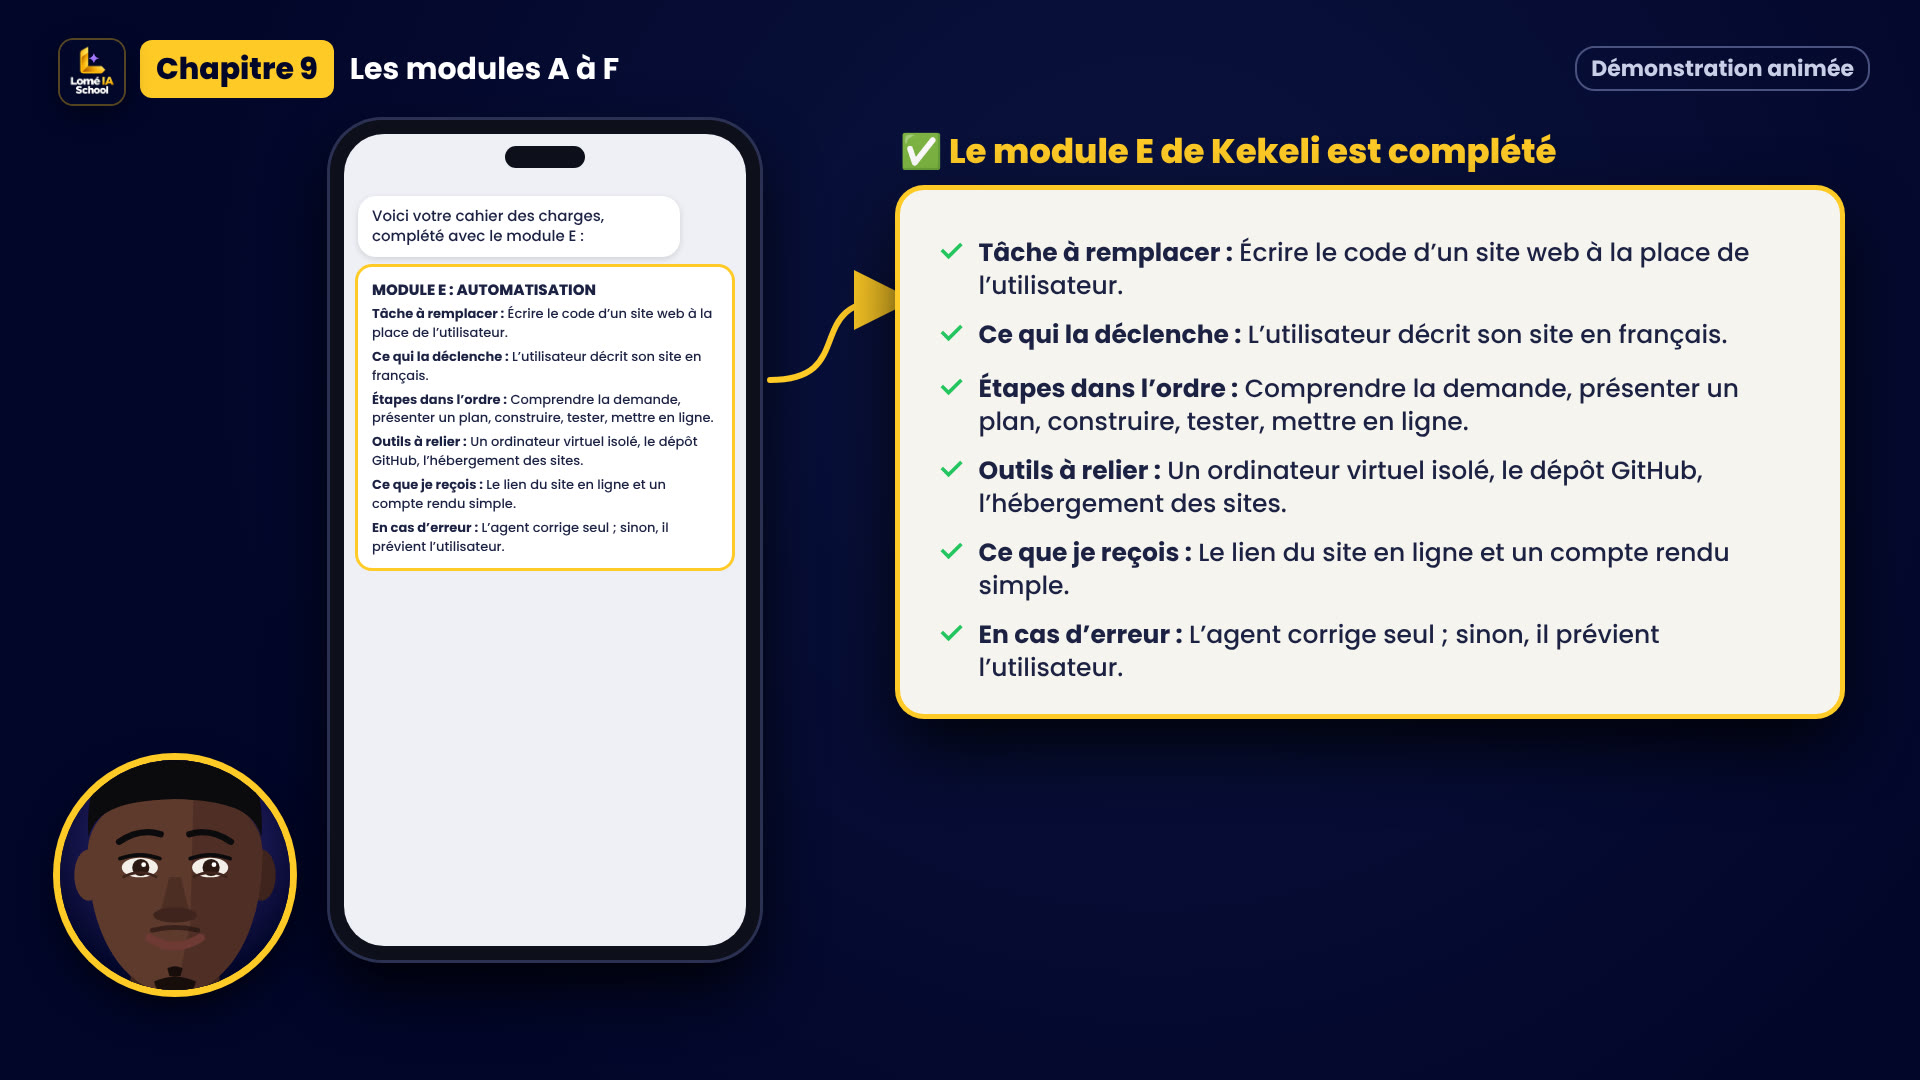 Lomé IA
School
Chapitre 9
Les modules A à F
Démonstration animée
Voici votre cahier des charges,
complété avec le module E :
MODULE E : AUTOMATISATION
Tâche à remplacer : Écrire le code d’un site web à la
place de l’utilisateur.
Ce qui la déclenche : L’utilisateur décrit son site en
français.
Étapes dans l’ordre : Comprendre la demande,
présenter un plan, construire, tester, mettre en ligne.
Outils à relier : Un ordinateur virtuel isolé, le dépôt
GitHub, l’hébergement des sites.
Ce que je reçois : Le lien du site en ligne et un
compte rendu simple.
En cas d’erreur : L’agent corrige seul ; sinon, il
prévient l’utilisateur.
✅ Le module E de Kekeli est complété
Tâche à remplacer : Écrire le code d’un site web à la place de
l’utilisateur.
Ce qui la déclenche : L’utilisateur décrit son site en français.
Étapes dans l’ordre : Comprendre la demande, présenter un
plan, construire, tester, mettre en ligne.
Outils à relier : Un ordinateur virtuel isolé, le dépôt GitHub,
l’hébergement des sites.
Ce que je reçois : Le lien du site en ligne et un compte rendu
simple.
En cas d’erreur : L’agent corrige seul ; sinon, il prévient
l’utilisateur.